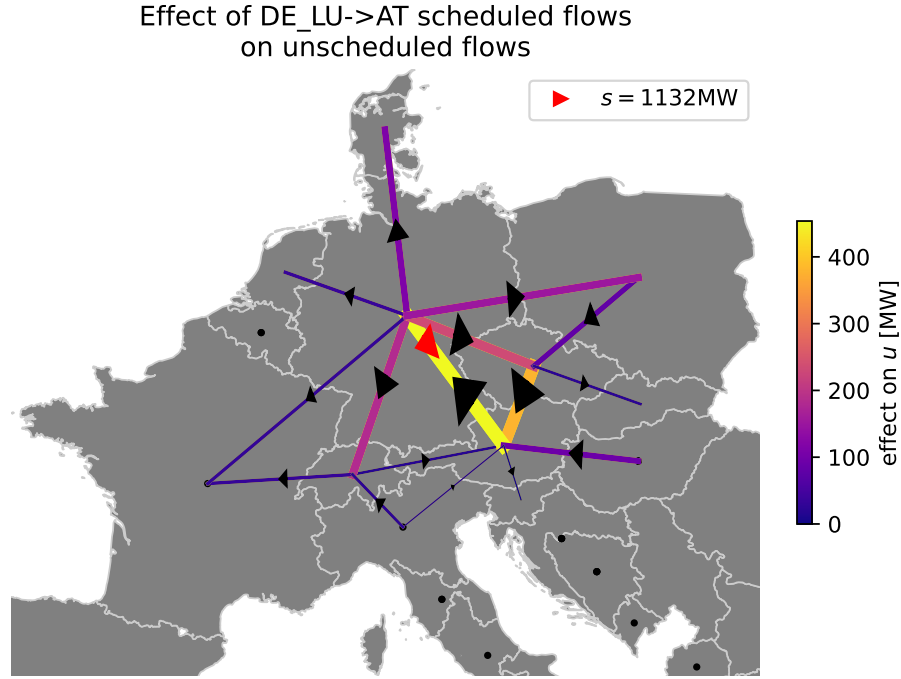 Effect of DE_LU->AT scheduled flows
on unscheduled flows
s = 1132MW
400
300
200
100
0
effect on u [MW]